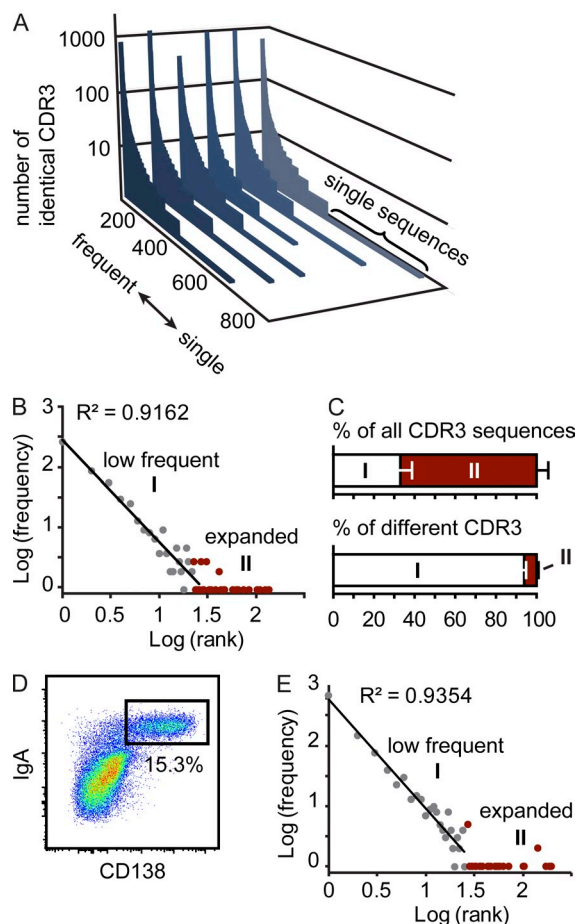 A
number of
identical CDR3
1000
100
10
single sequences
200
400
600
800
frequent
single
B
R² = 0.9162
Log (frequency)
3
2
1
0
low frequent
I
expanded
II
0
0.5
1
1.5
2
Log (rank)
C
% of all CDR3 sequences
I
II
% of different CDR3
I
II
0 20 40 60 80 100
D
IgA
15.3%
CD138
E
R² = 0.9354
Log (frequency)
3
2
1
0
low frequent
I
expanded
II
0 0.5 1 1.5 2
Log (rank)